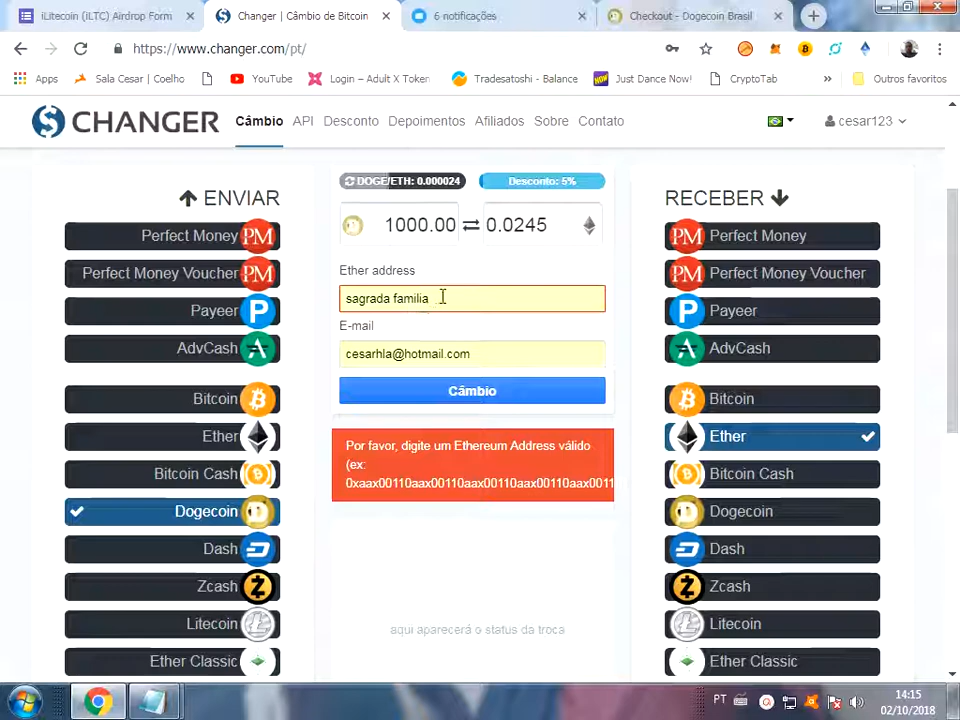 iLitecoin (ILTC) Airdrop Form
Changer | Câmbio de Bitcoin
6 notificações
Checkout - Dogecoin Brasil
https://www.changer.com/pt/
Apps
Sala Cesar | Coelho
YouTube
Login – Adult X Token
Tradesatoshi - Balance
Just Dance Now!
CryptoTab
Outros favoritos
CHANGER
Câmbio
API
Desconto
Depoimentos
Afiliados
Sobre
Contato
cesar123
ENVIAR
Perfect Money
Perfect Money Voucher
Payeer
AdvCash
Bitcoin
Ether
Bitcoin Cash
Dogecoin
Dash
Zcash
Litecoin
Ether Classic
DOGE/ETH: 0.000024
Desconto: 5%
1000.00
0.0245
Ether address
sagrada familia
E-mail
cesarhla@hotmail.com
Câmbio
Por favor, digite um Ethereum Address válido
(ex:
0xaax00110aax00110aax00110aax00110aax0011
aqui aparecerá o status da troca
RECEBER
Perfect Money
Perfect Money Voucher
Payeer
AdvCash
Bitcoin
Ether
Bitcoin Cash
Dogecoin
Dash
Zcash
Litecoin
Ether Classic
PT
14:15
02/10/2018